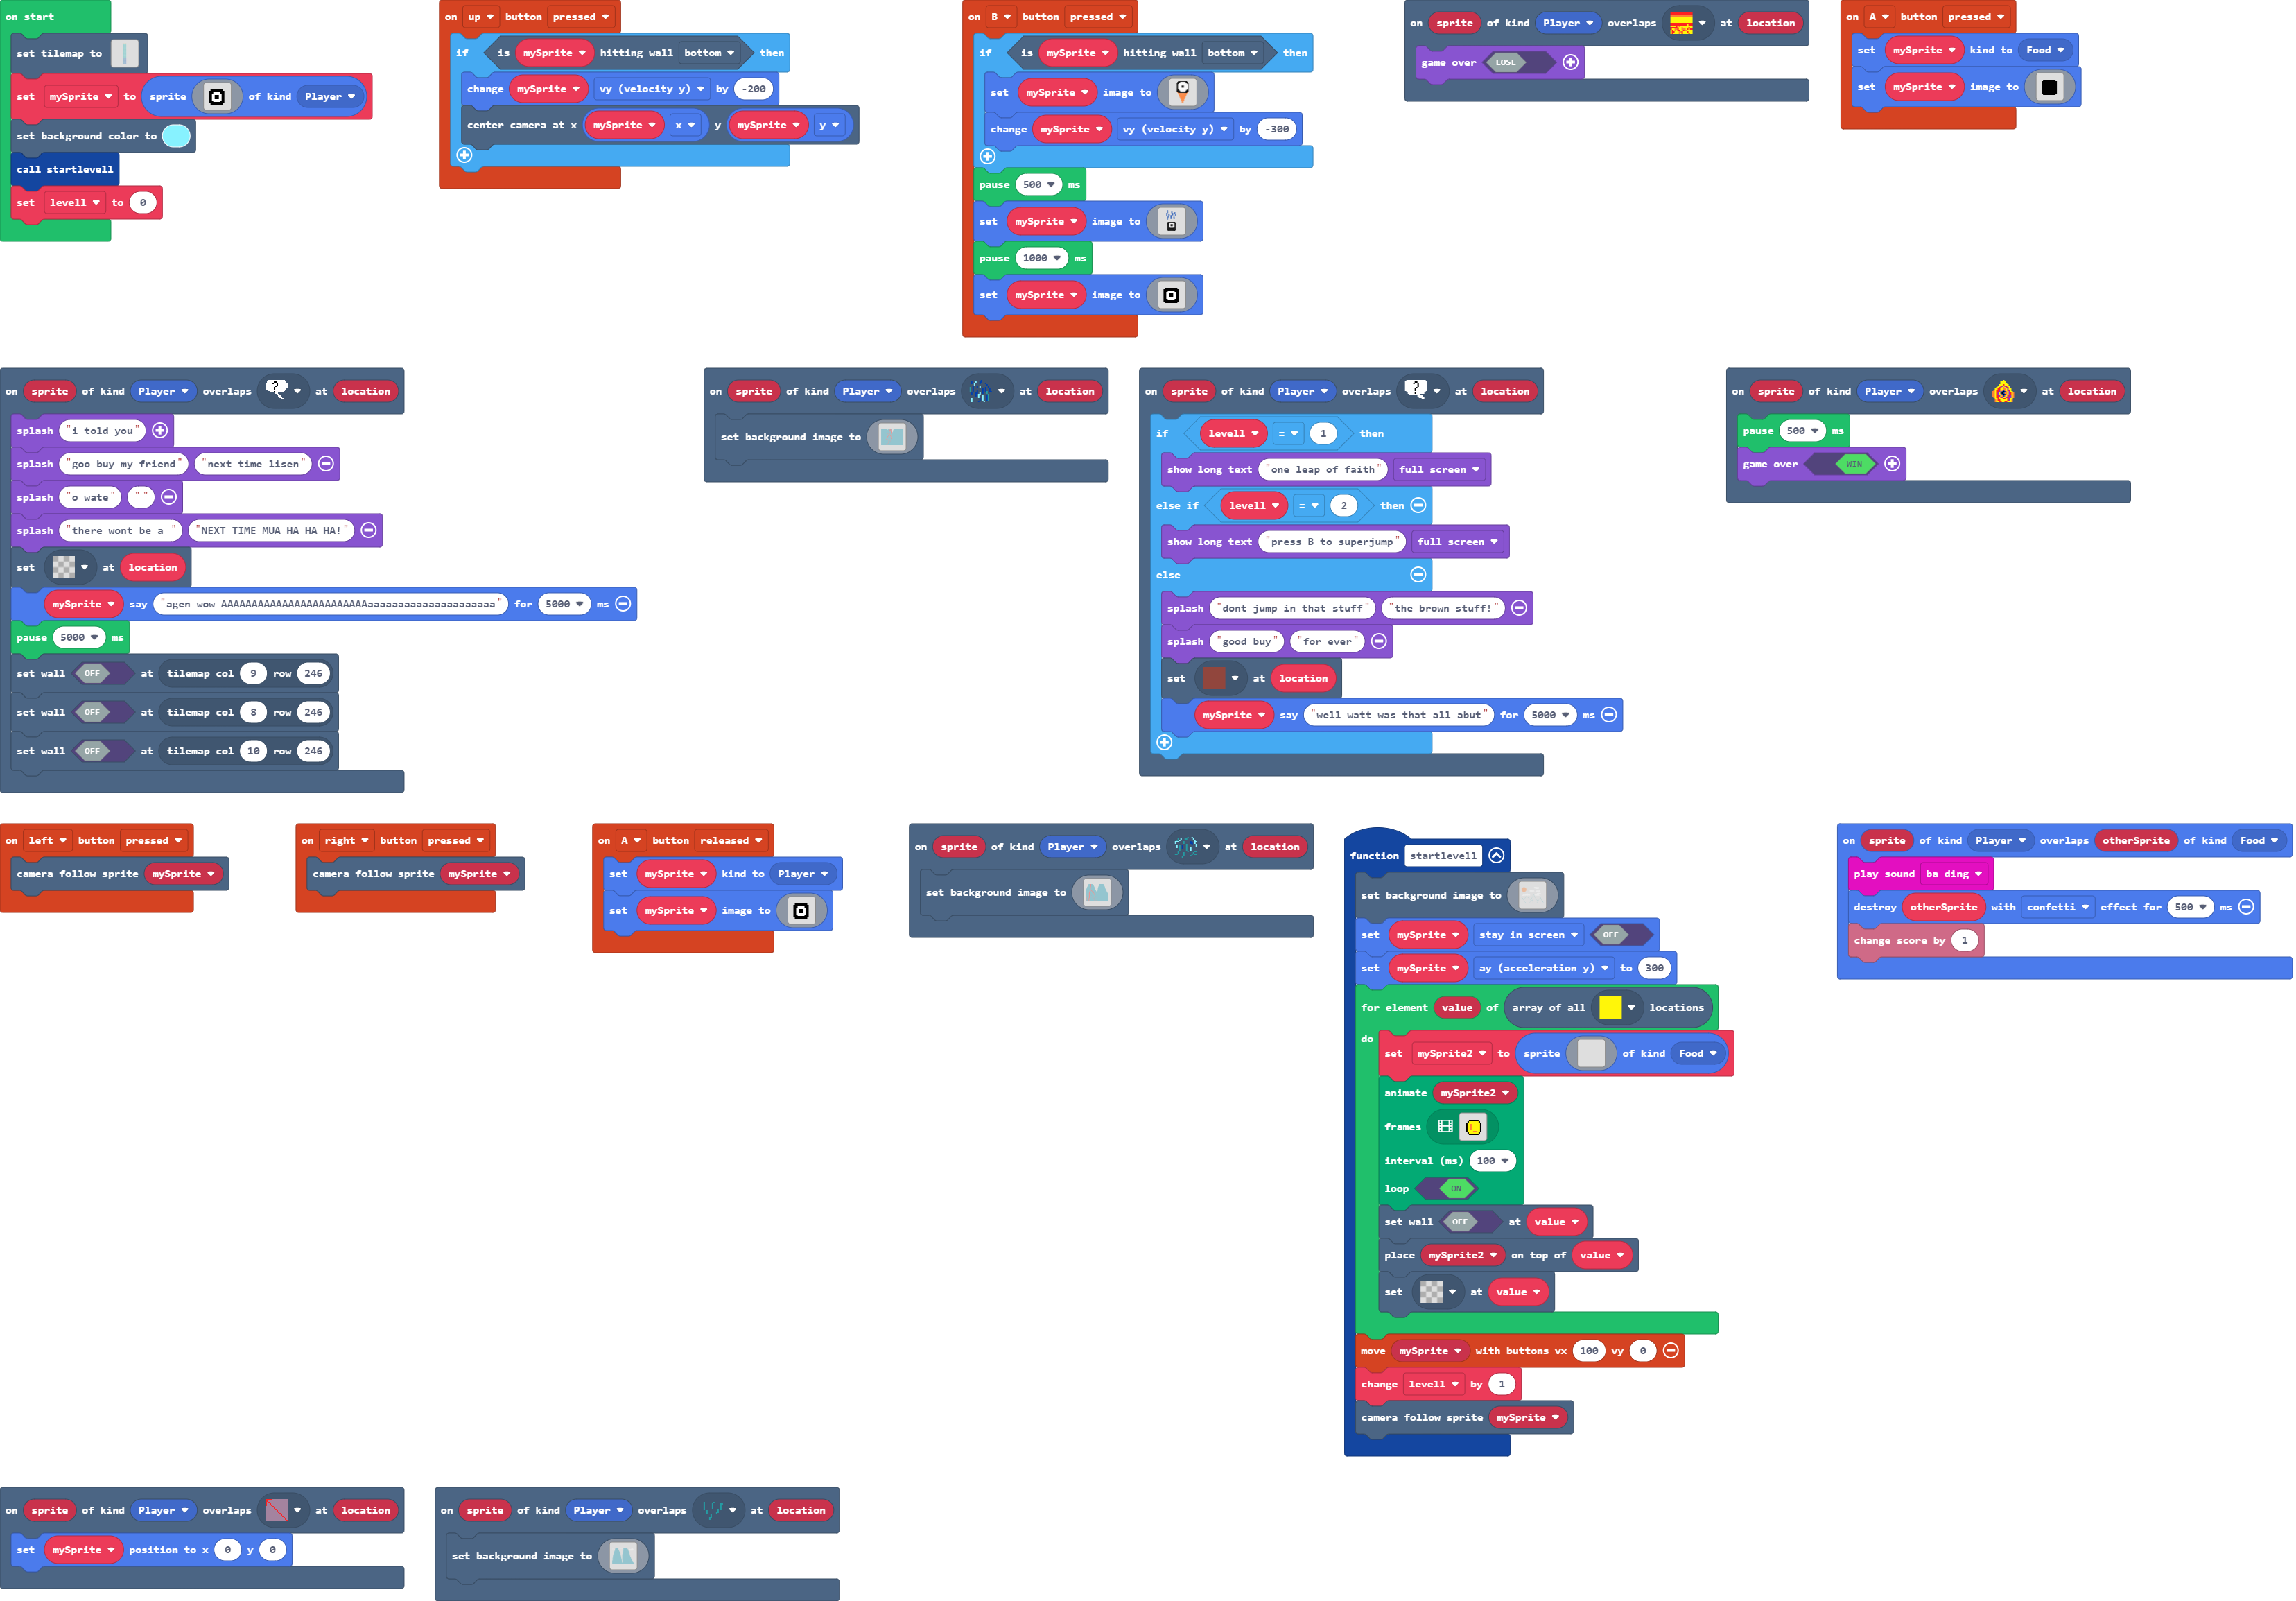 on start
set tilemap to
set mySprite to sprite of kind Player
set background color to
call startlevell
set levell to 0
on up button pressed
if is mySprite hitting wall bottom then
change mySprite vy (velocity y) by -200
center camera at x mySprite x y mySprite y
on B button pressed
if is mySprite hitting wall bottom then
set mySprite image to
change mySprite vy (velocity y) by -300
pause 500 ms
set mySprite image to
pause 1000 ms
set mySprite image to
on sprite of kind Player overlaps at location
game over LOSE
on A button pressed
set mySprite kind to Food
set mySprite image to
on sprite of kind Player overlaps ? at location
splash "i told you"
splash "goo buy my friend" "next time lisen"
splash "o wate" " "
splash "there wont be a " "NEXT TIME MUA HA HA HA!"
set at location
mySprite say "agen wow AAAAAAAAAAAAAAAAAAAAAAAAaaaaaaaaaaaaaaaaaaaaa" for 5000 ms
pause 5000 ms
set wall OFF at tilemap col 9 row 246
set wall OFF at tilemap col 8 row 246
set wall OFF at tilemap col 10 row 246
on sprite of kind Player overlaps at location
set background image to
on sprite of kind Player overlaps ? at location
if levell = 1 then
show long text "one leap of faith" full screen
else if levell = 2 then
show long text "press B to superjump" full screen
else
splash "dont jump in that stuff" "the brown stuff!"
splash "good buy" "for ever"
set at location
mySprite say "well watt was that all abut" for 5000 ms
on sprite of kind Player overlaps at location
pause 500 ms
game over WIN
on left button pressed
camera follow sprite mySprite
on right button pressed
camera follow sprite mySprite
on A button released
set mySprite kind to Player
set mySprite image to
on sprite of kind Player overlaps at location
set background image to
function startlevell
set background image to
set mySprite stay in screen OFF
set mySprite ay (acceleration y) to 300
for element value of array of all locations
do
set mySprite2 to sprite of kind Food
animate mySprite2
frames
interval (ms) 100
loop ON
set wall OFF at value
place mySprite2 on top of value
set at value
move mySprite with buttons vx 100 vy 0
change levell by 1
camera follow sprite mySprite
on sprite of kind Player overlaps otherSprite of kind Food
play sound ba ding
destroy otherSprite with confetti effect for 500 ms
change score by 1
on sprite of kind Player overlaps at location
set mySprite position to x 0 y 0
on sprite of kind Player overlaps at location
set background image to